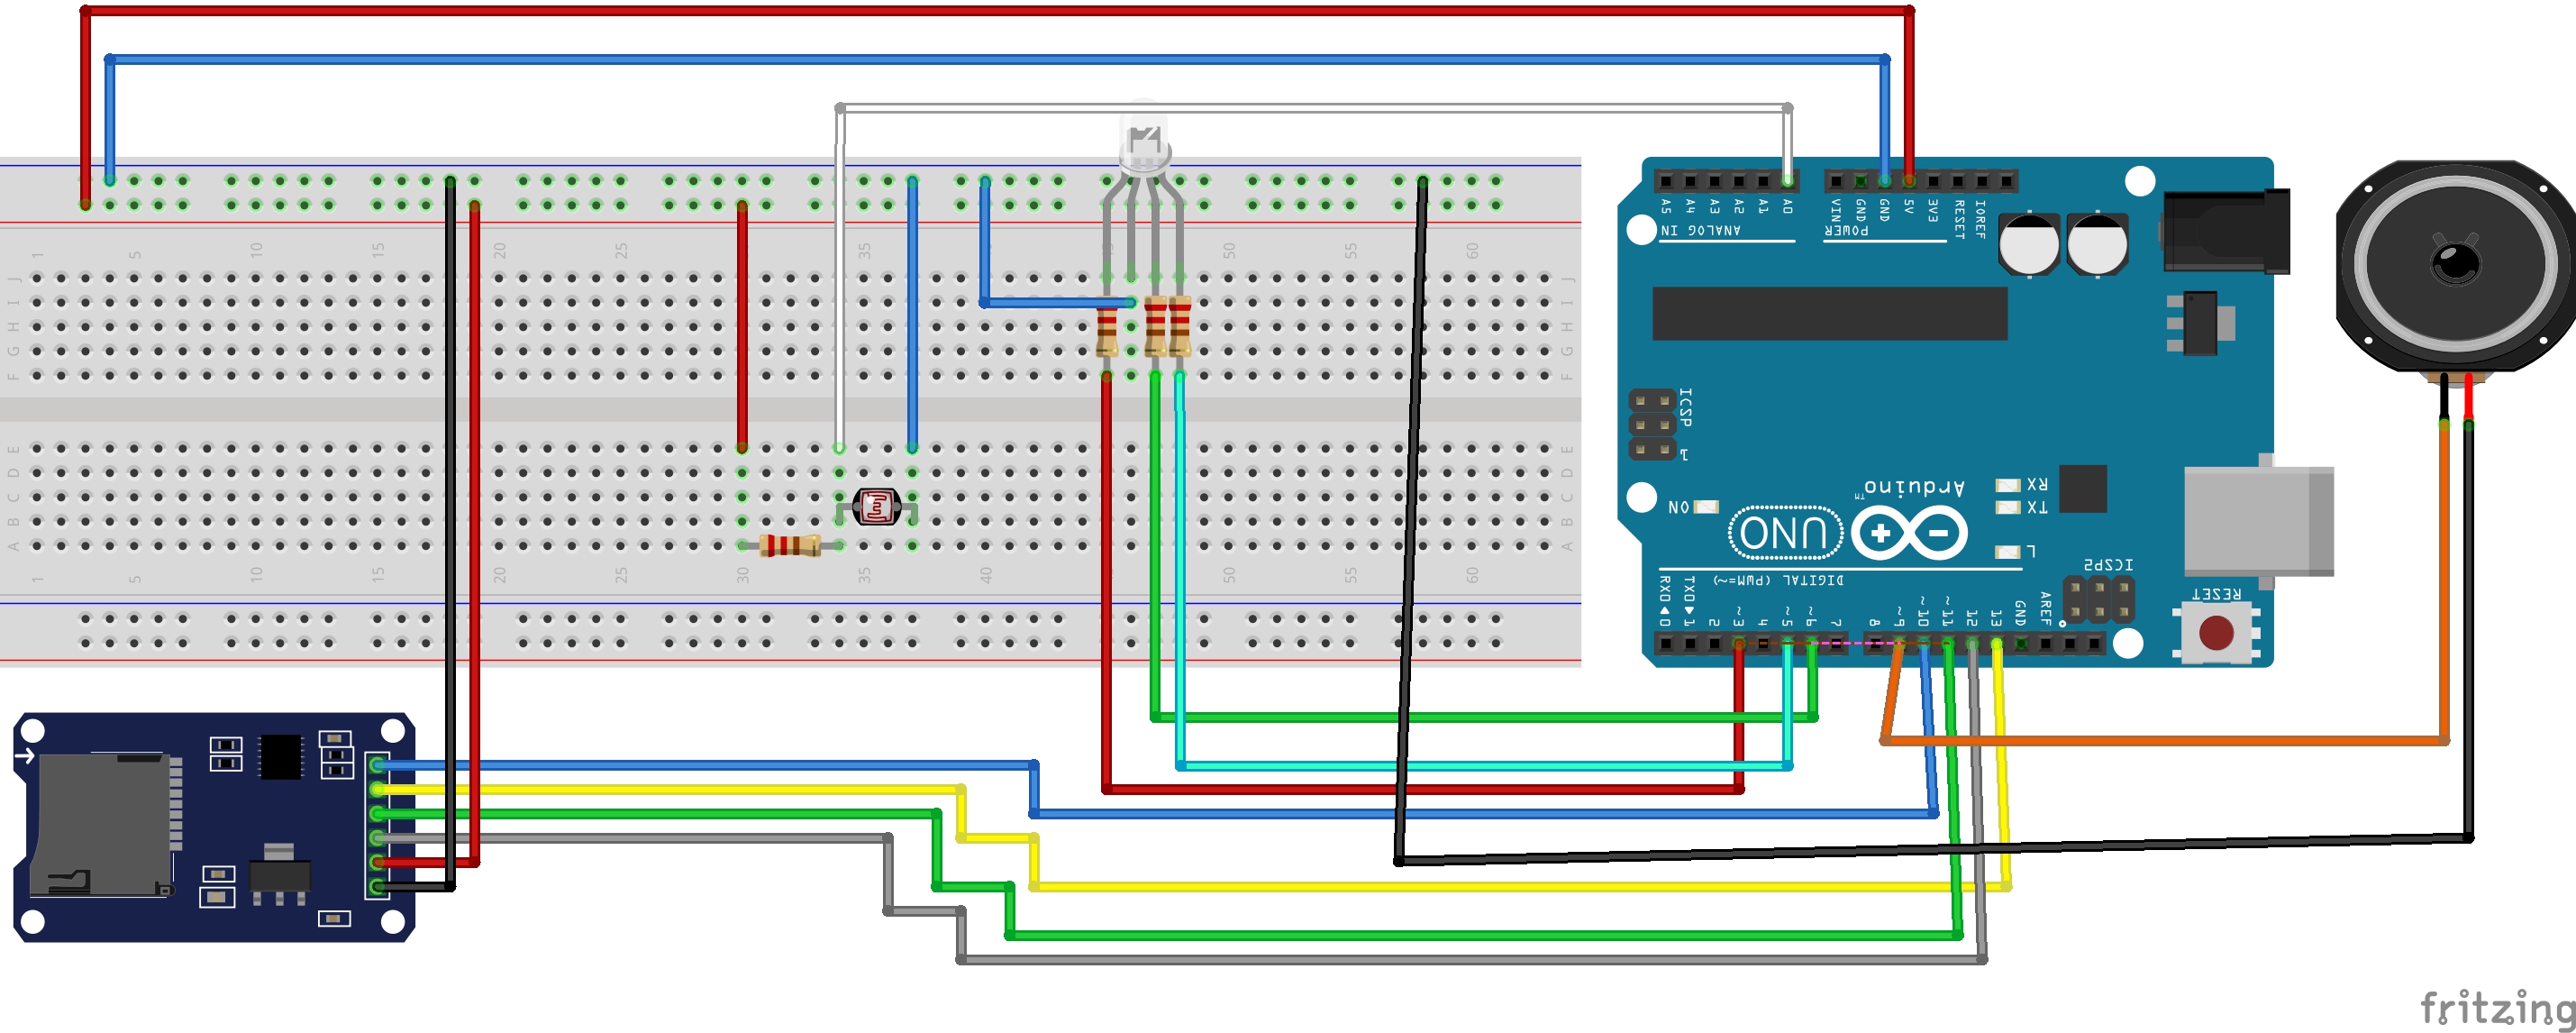 1 5 10 15 20 25 30 35 40 50 55 60
J I H G F
E D C B A
1 5 10 15 20 25 30 35 40 50 55 60
A5 A4 A3 A2 A1 A0 VIN GND GND 5V 3V3 RESET IOREF
ANALOG IN POWER
ICSP
1
Arduino™
RX
TX
ON
UNO
L
ICSP2
DIGITAL (PWM=~)
RESET
RX0 TX0 ~ ~ ~ ~ ~ ~ GND AREF
0 1 2 3 4 5 6 7 8 9 10 11 12 13
fritzing